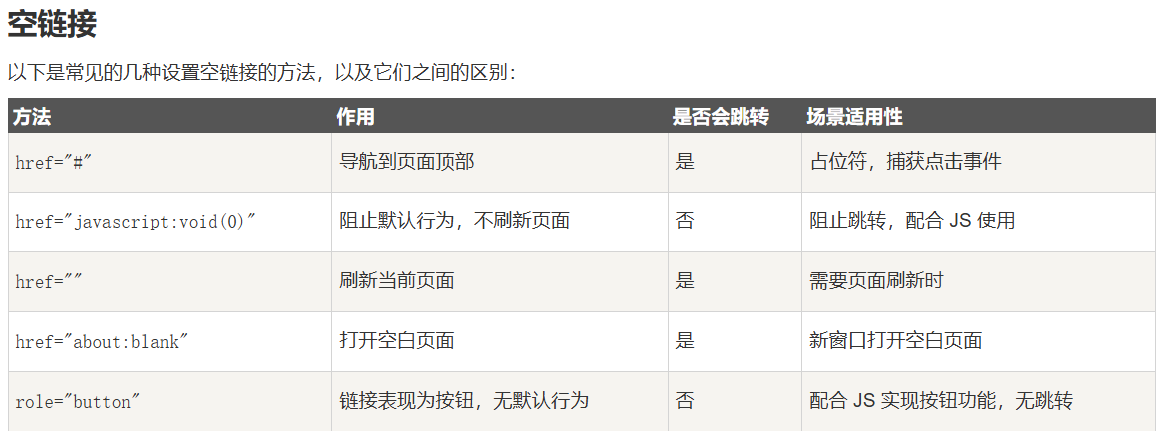 空链接
以下是常见的几种设置空链接的方法，以及它们之间的区别：
方法 作用 是否会跳转 场景适用性
href="#" 导航到页面顶部 是 占位符，捕获点击事件
href="javascript:void(0)" 阻止默认行为，不刷新页面 否 阻止跳转，配合 JS 使用
href="" 刷新当前页面 是 需要页面刷新时
href="about:blank" 打开空白页面 是 新窗口打开空白页面
role="button" 链接表现为按钮，无默认行为 否 配合 JS 实现按钮功能，无跳转